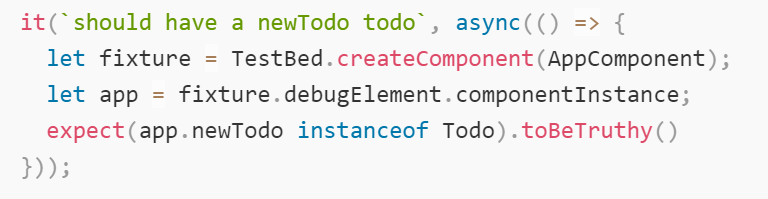 it(`should have a newTodo todo`, async(() => {
  let fixture = TestBed.createComponent(AppComponent);
  let app = fixture.debugElement.componentInstance;
  expect(app.newTodo instanceof Todo).toBeTruthy()
}));